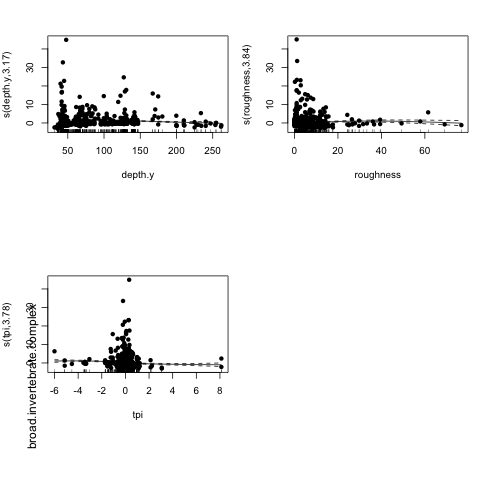 s(depth.y,3.17)
0 10 30
50 100 150 200 250
depth.y
s(roughness,3.84)
0 10 30
0 20 40 60
roughness
s(tpi,3.78)
-6 -4 -2 0 2 4 6 8
tpi
broad.invertebrate.complex